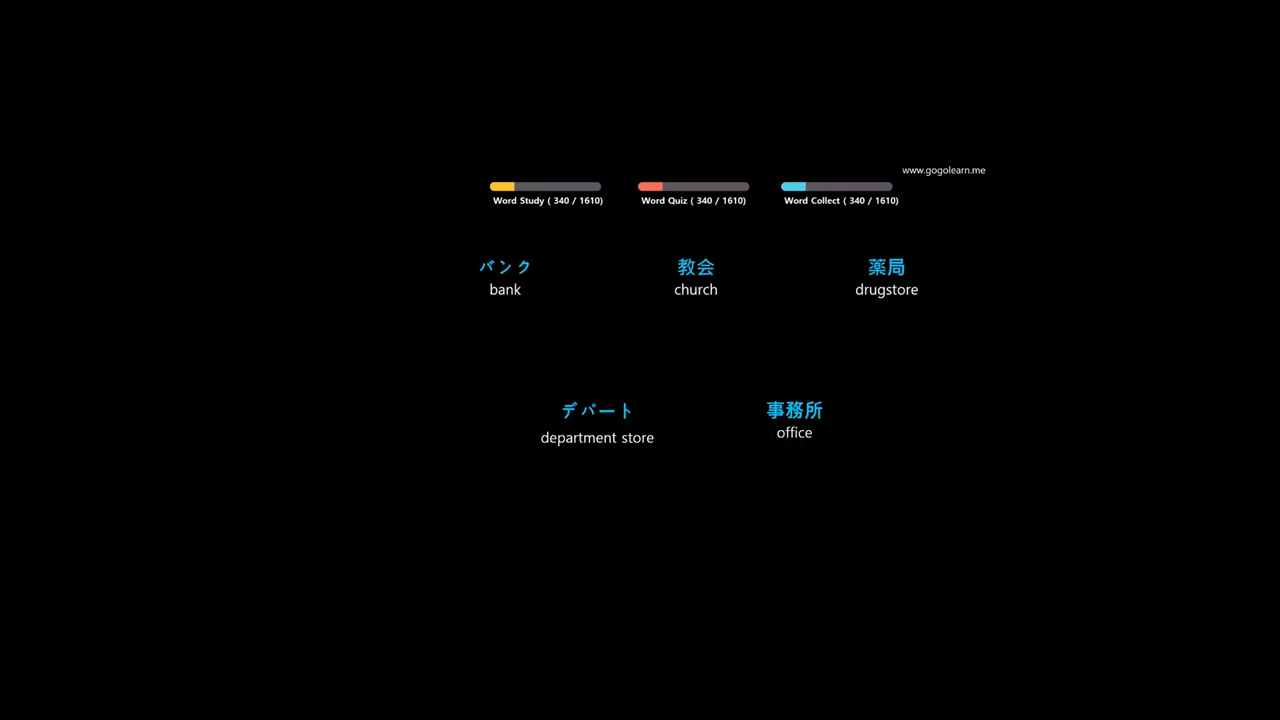 www.gogolearn.me
Word Study ( 340 / 1610)
Word Quiz ( 340 / 1610)
Word Collect ( 340 / 1610)
バンク
bank
教会
church
薬局
drugstore
デパート
department store
事務所
office